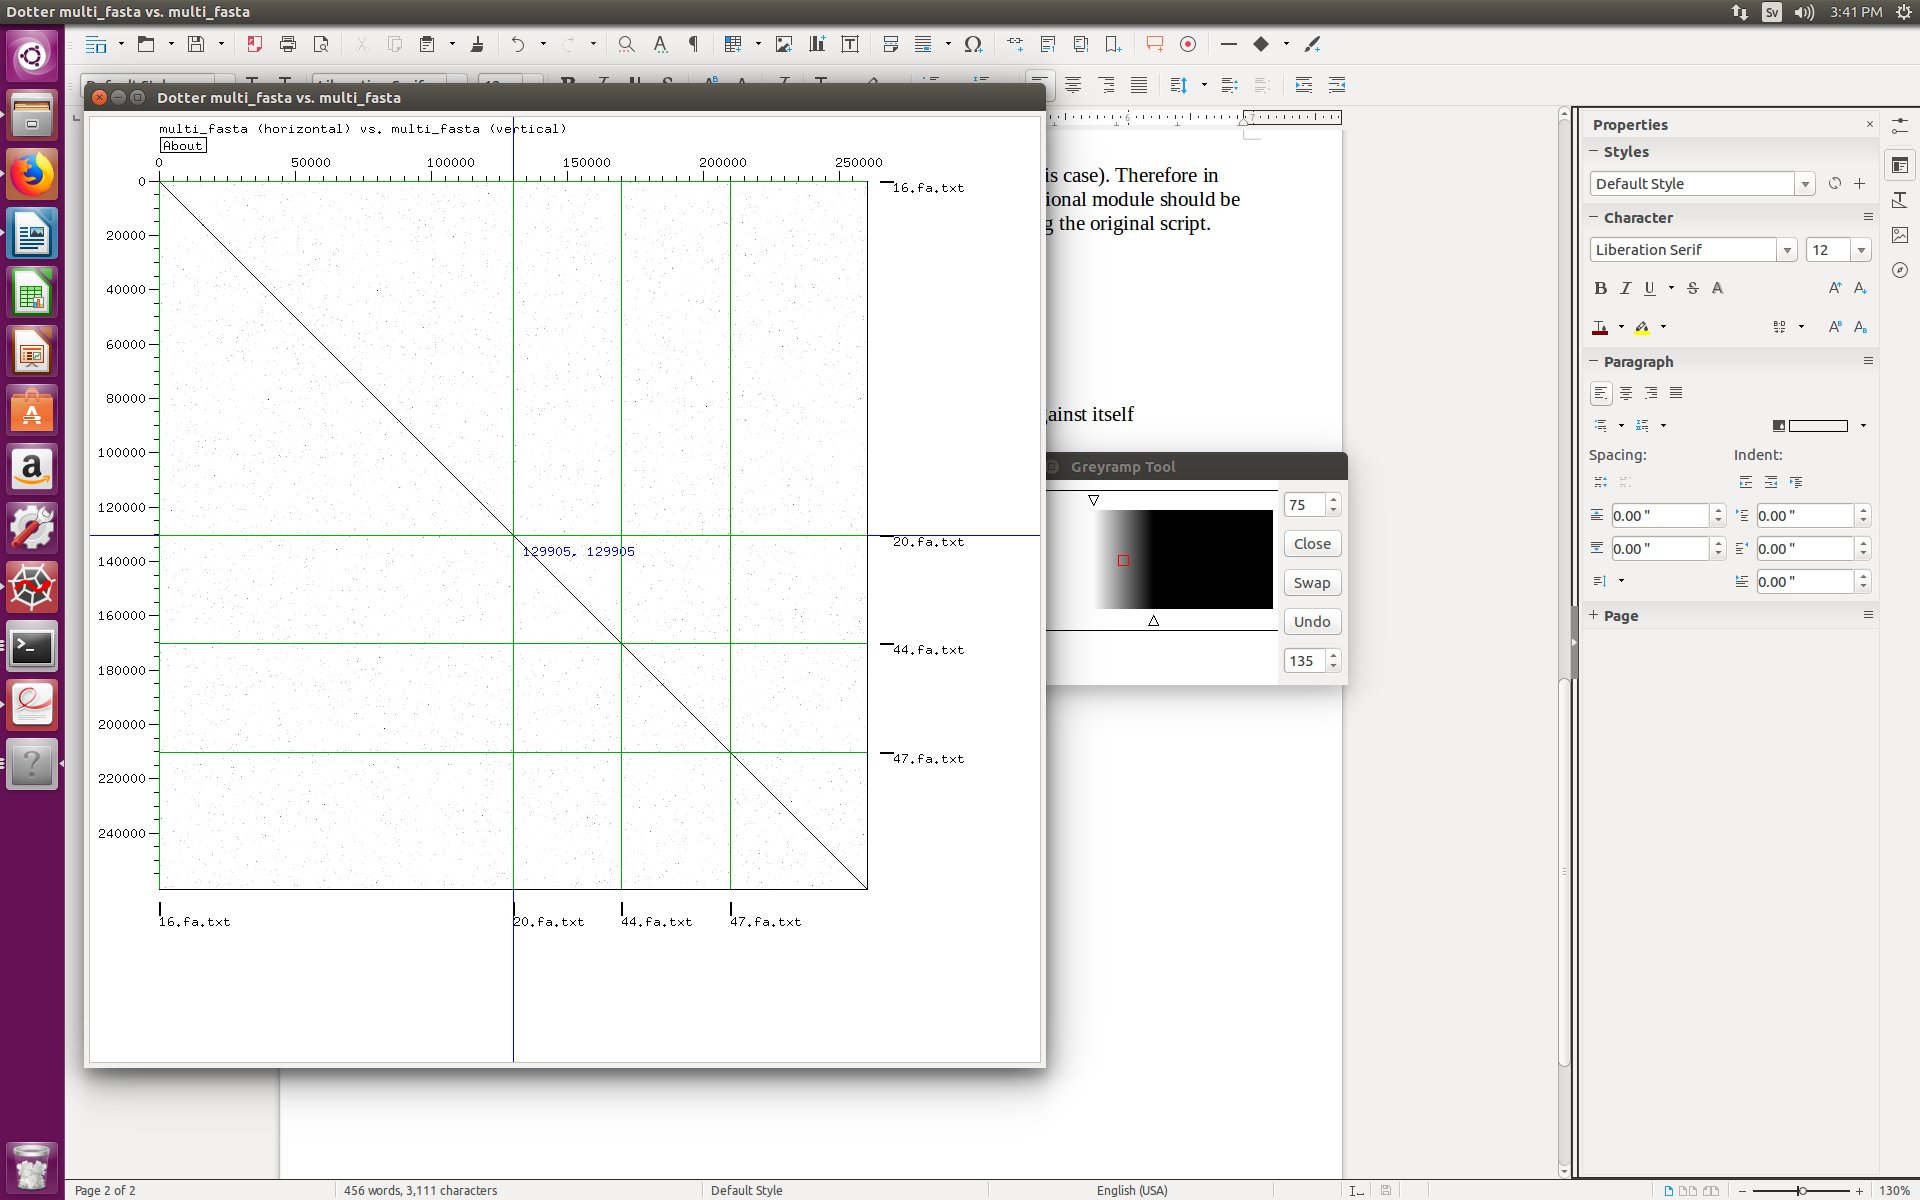 Dotter multi_fasta vs. multi_fasta
Sv
3:41 PM
Dotter multi_fasta vs. multi_fasta
multi_fasta (horizontal) vs. multi_fasta (vertical)
About
0 50000 100000 150000 200000 250000
0
20000
40000
60000
80000
100000
120000
140000
160000
180000
200000
220000
240000
16.fa.txt
20.fa.txt
44.fa.txt
47.fa.txt
129905, 129905
16.fa.txt 20.fa.txt 44.fa.txt 47.fa.txt
6 7
is case). Therefore in
ional module should be
g the original script.
ainst itself
Greyramp Tool
75
Close
Swap
Undo
135
Properties
Styles
Default Style
Character
Liberation Serif 12
Paragraph
Spacing: Indent:
0.00 " 0.00 "
0.00 " 0.00 "
0.00 "
Page
Page 2 of 2 456 words, 3,111 characters Default Style English (USA) 130%